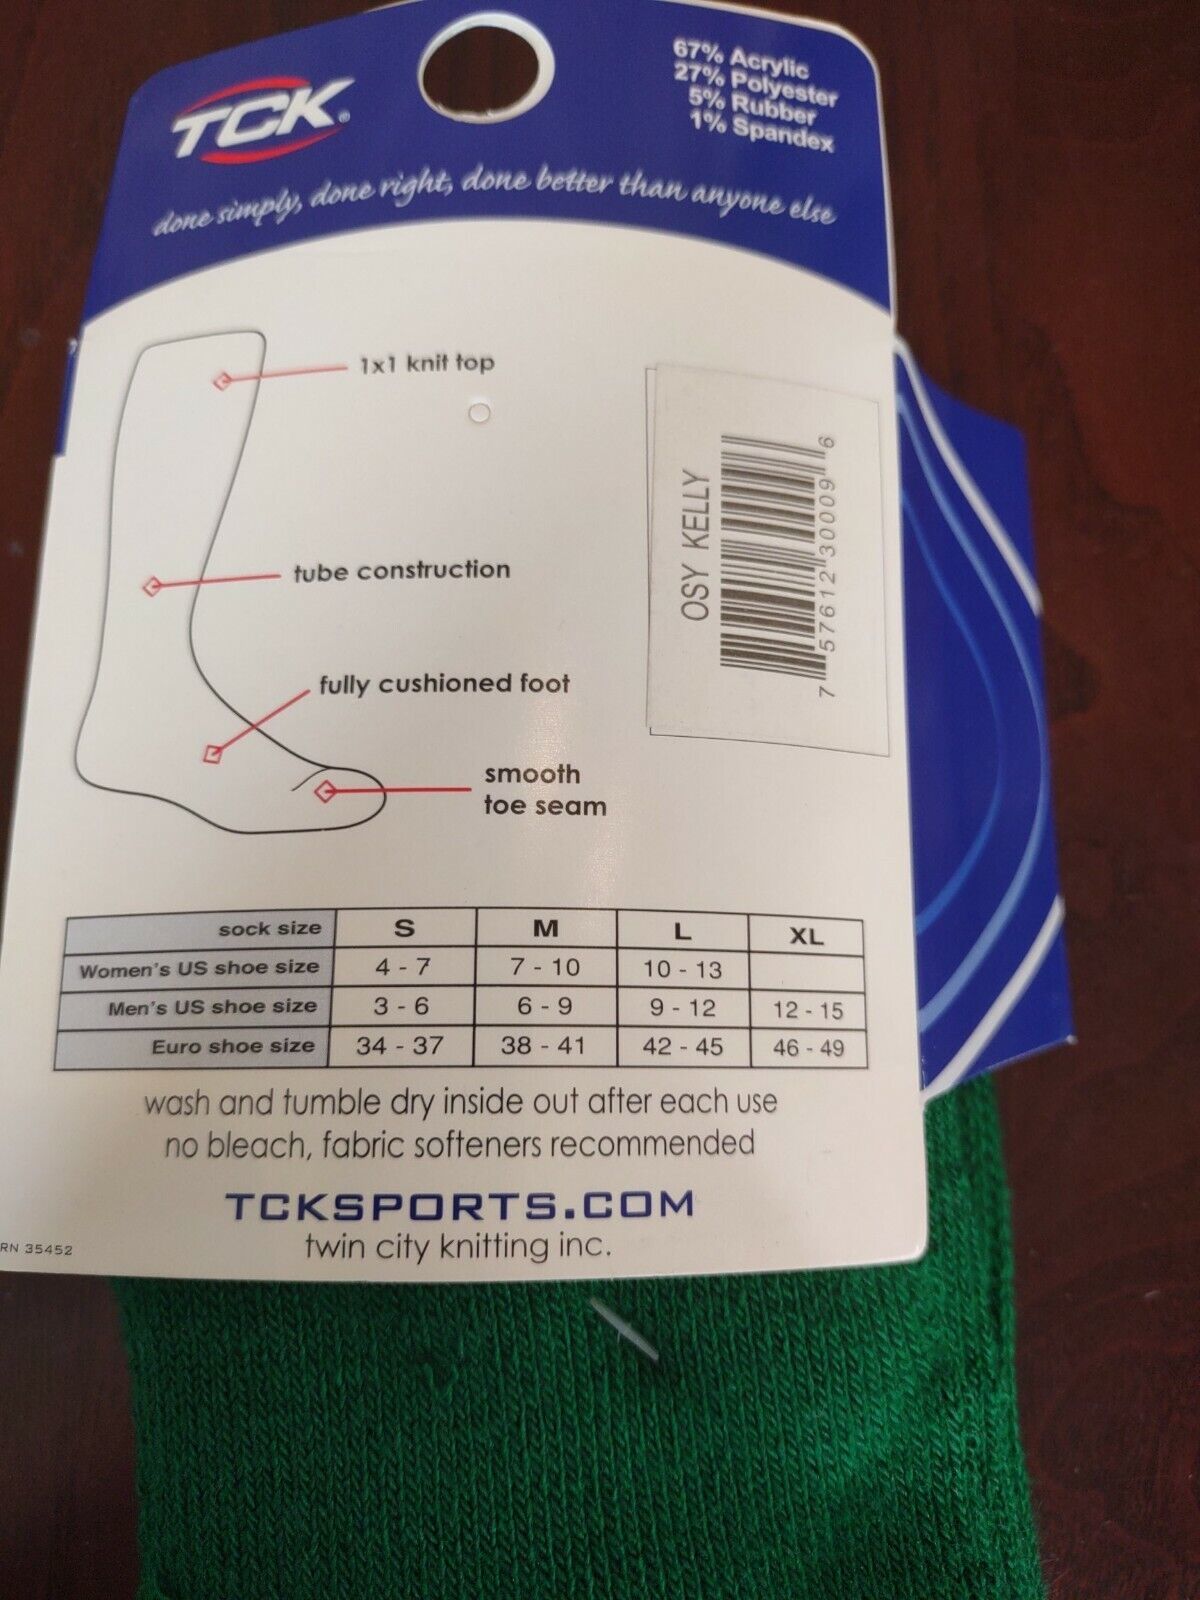 TCK®
67% Acrylic
27% Polyester
5% Rubber
1% Spandex
done simply, done right, done better than anyone else
1x1 knit top
tube construction
fully cushioned foot
smooth
toe seam
OSY KELLY
7 57612 30009 6
sock size S M L XL
Women's US shoe size 4 - 7 7 - 10 10 - 13
Men's US shoe size 3 - 6 6 - 9 9 - 12 12 - 15
Euro shoe size 34 - 37 38 - 41 42 - 45 46 - 49
wash and tumble dry inside out after each use
no bleach, fabric softeners recommended
TCKSPORTS.COM
twin city knitting inc.
RN 35452